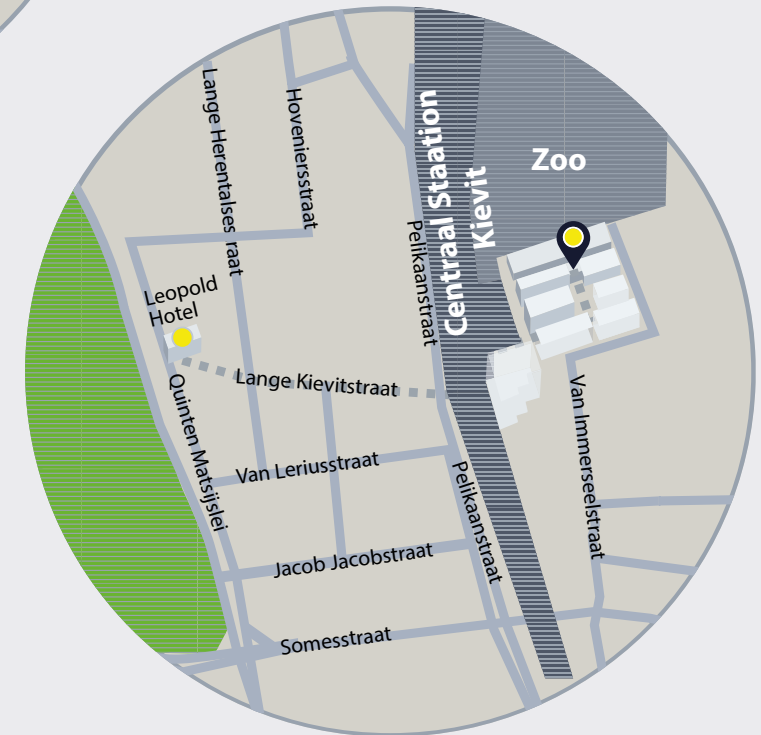 Lange Herentalses raat
Hoveniersstraat
Centraal Staation
Kievit
Zoo
Pelikaanstraat
Leopold
Hotel
Lange Kievitstraat
Quinten Matsijslei
Van Immerseelstraat
Van Leriusstraat
Pelikaanstraat
Jacob Jacobstraat
Somesstraat